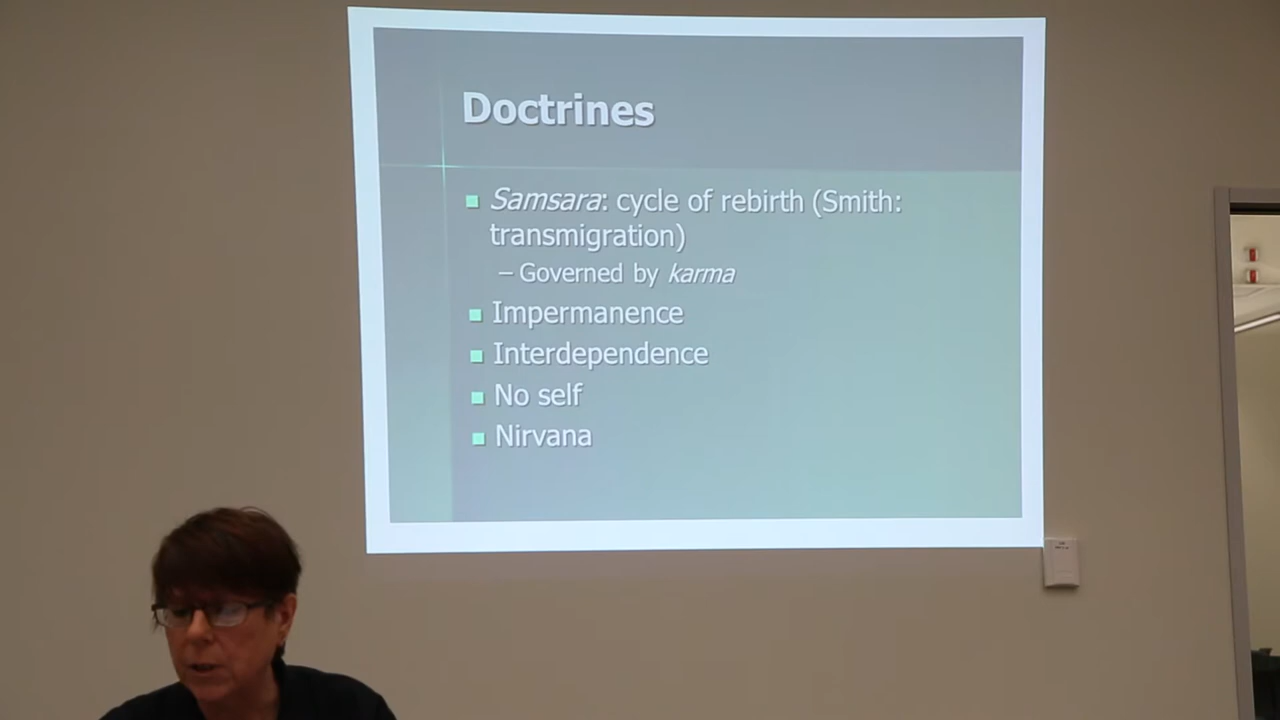 Doctrines
Samsara: cycle of rebirth (Smith:
transmigration)
– Governed by karma
Impermanence
Interdependence
No self
Nirvana